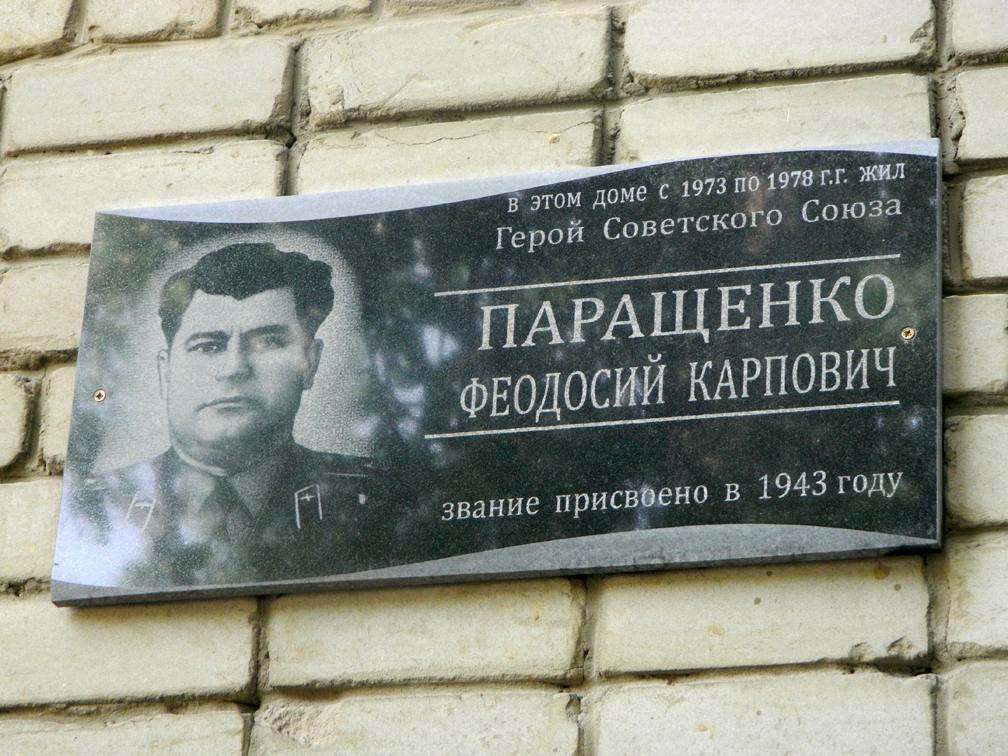 в этом доме с 1973 по 1978 г.г. жил
Герой Советского Союза
ПАРАЩЕНКО
ФЕОДОСИЙ КАРПОВИЧ
звание присвоено в 1943 году